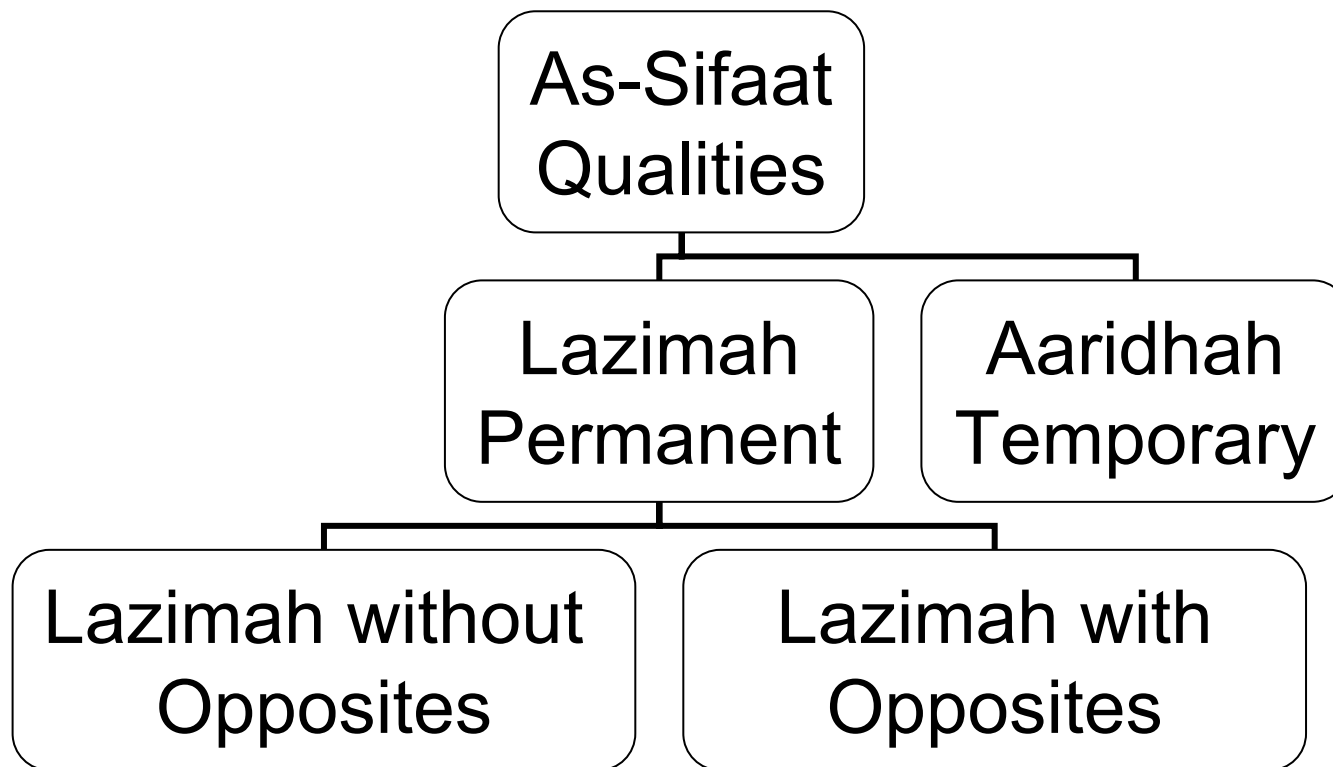 As-Sifaat
Qualities
Lazimah
Permanent
Aaridhah
Temporary
Lazimah without
Opposites
Lazimah with
Opposites